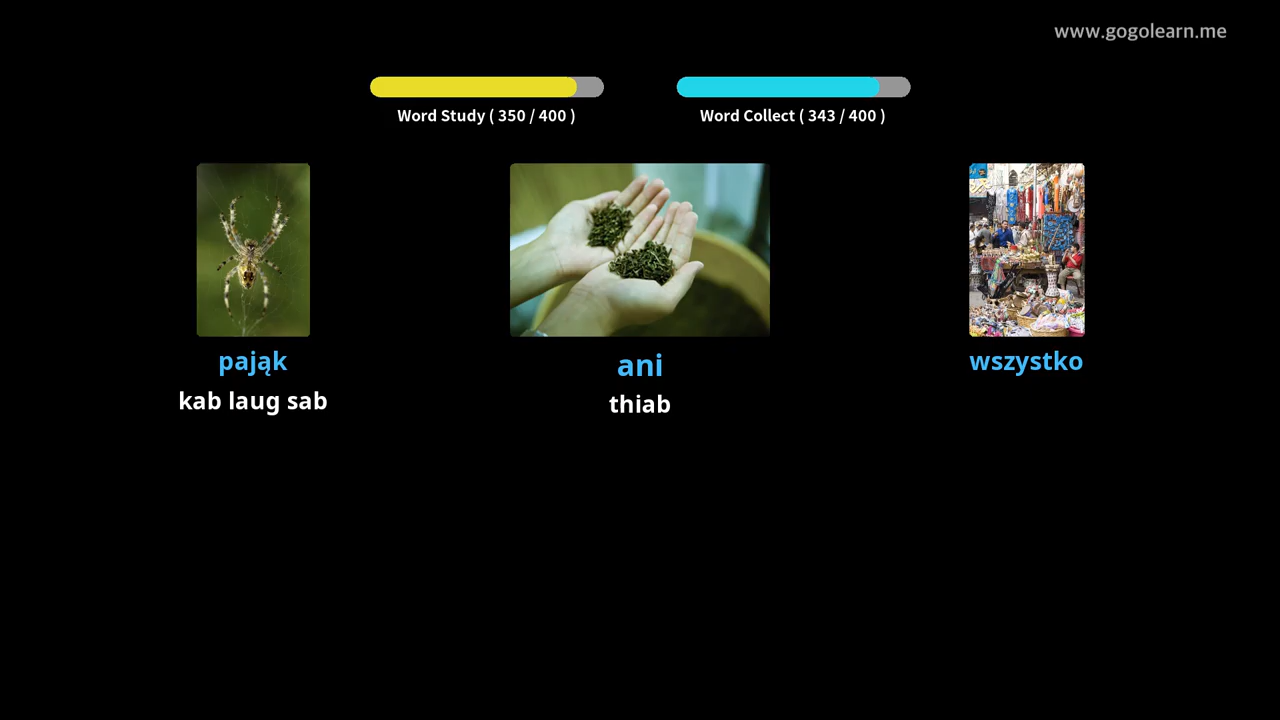 www.gogolearn.me
Word Study ( 350 / 400 )
Word Collect ( 343 / 400 )
pająk
ani
wszystko
kab laug sab
thiab